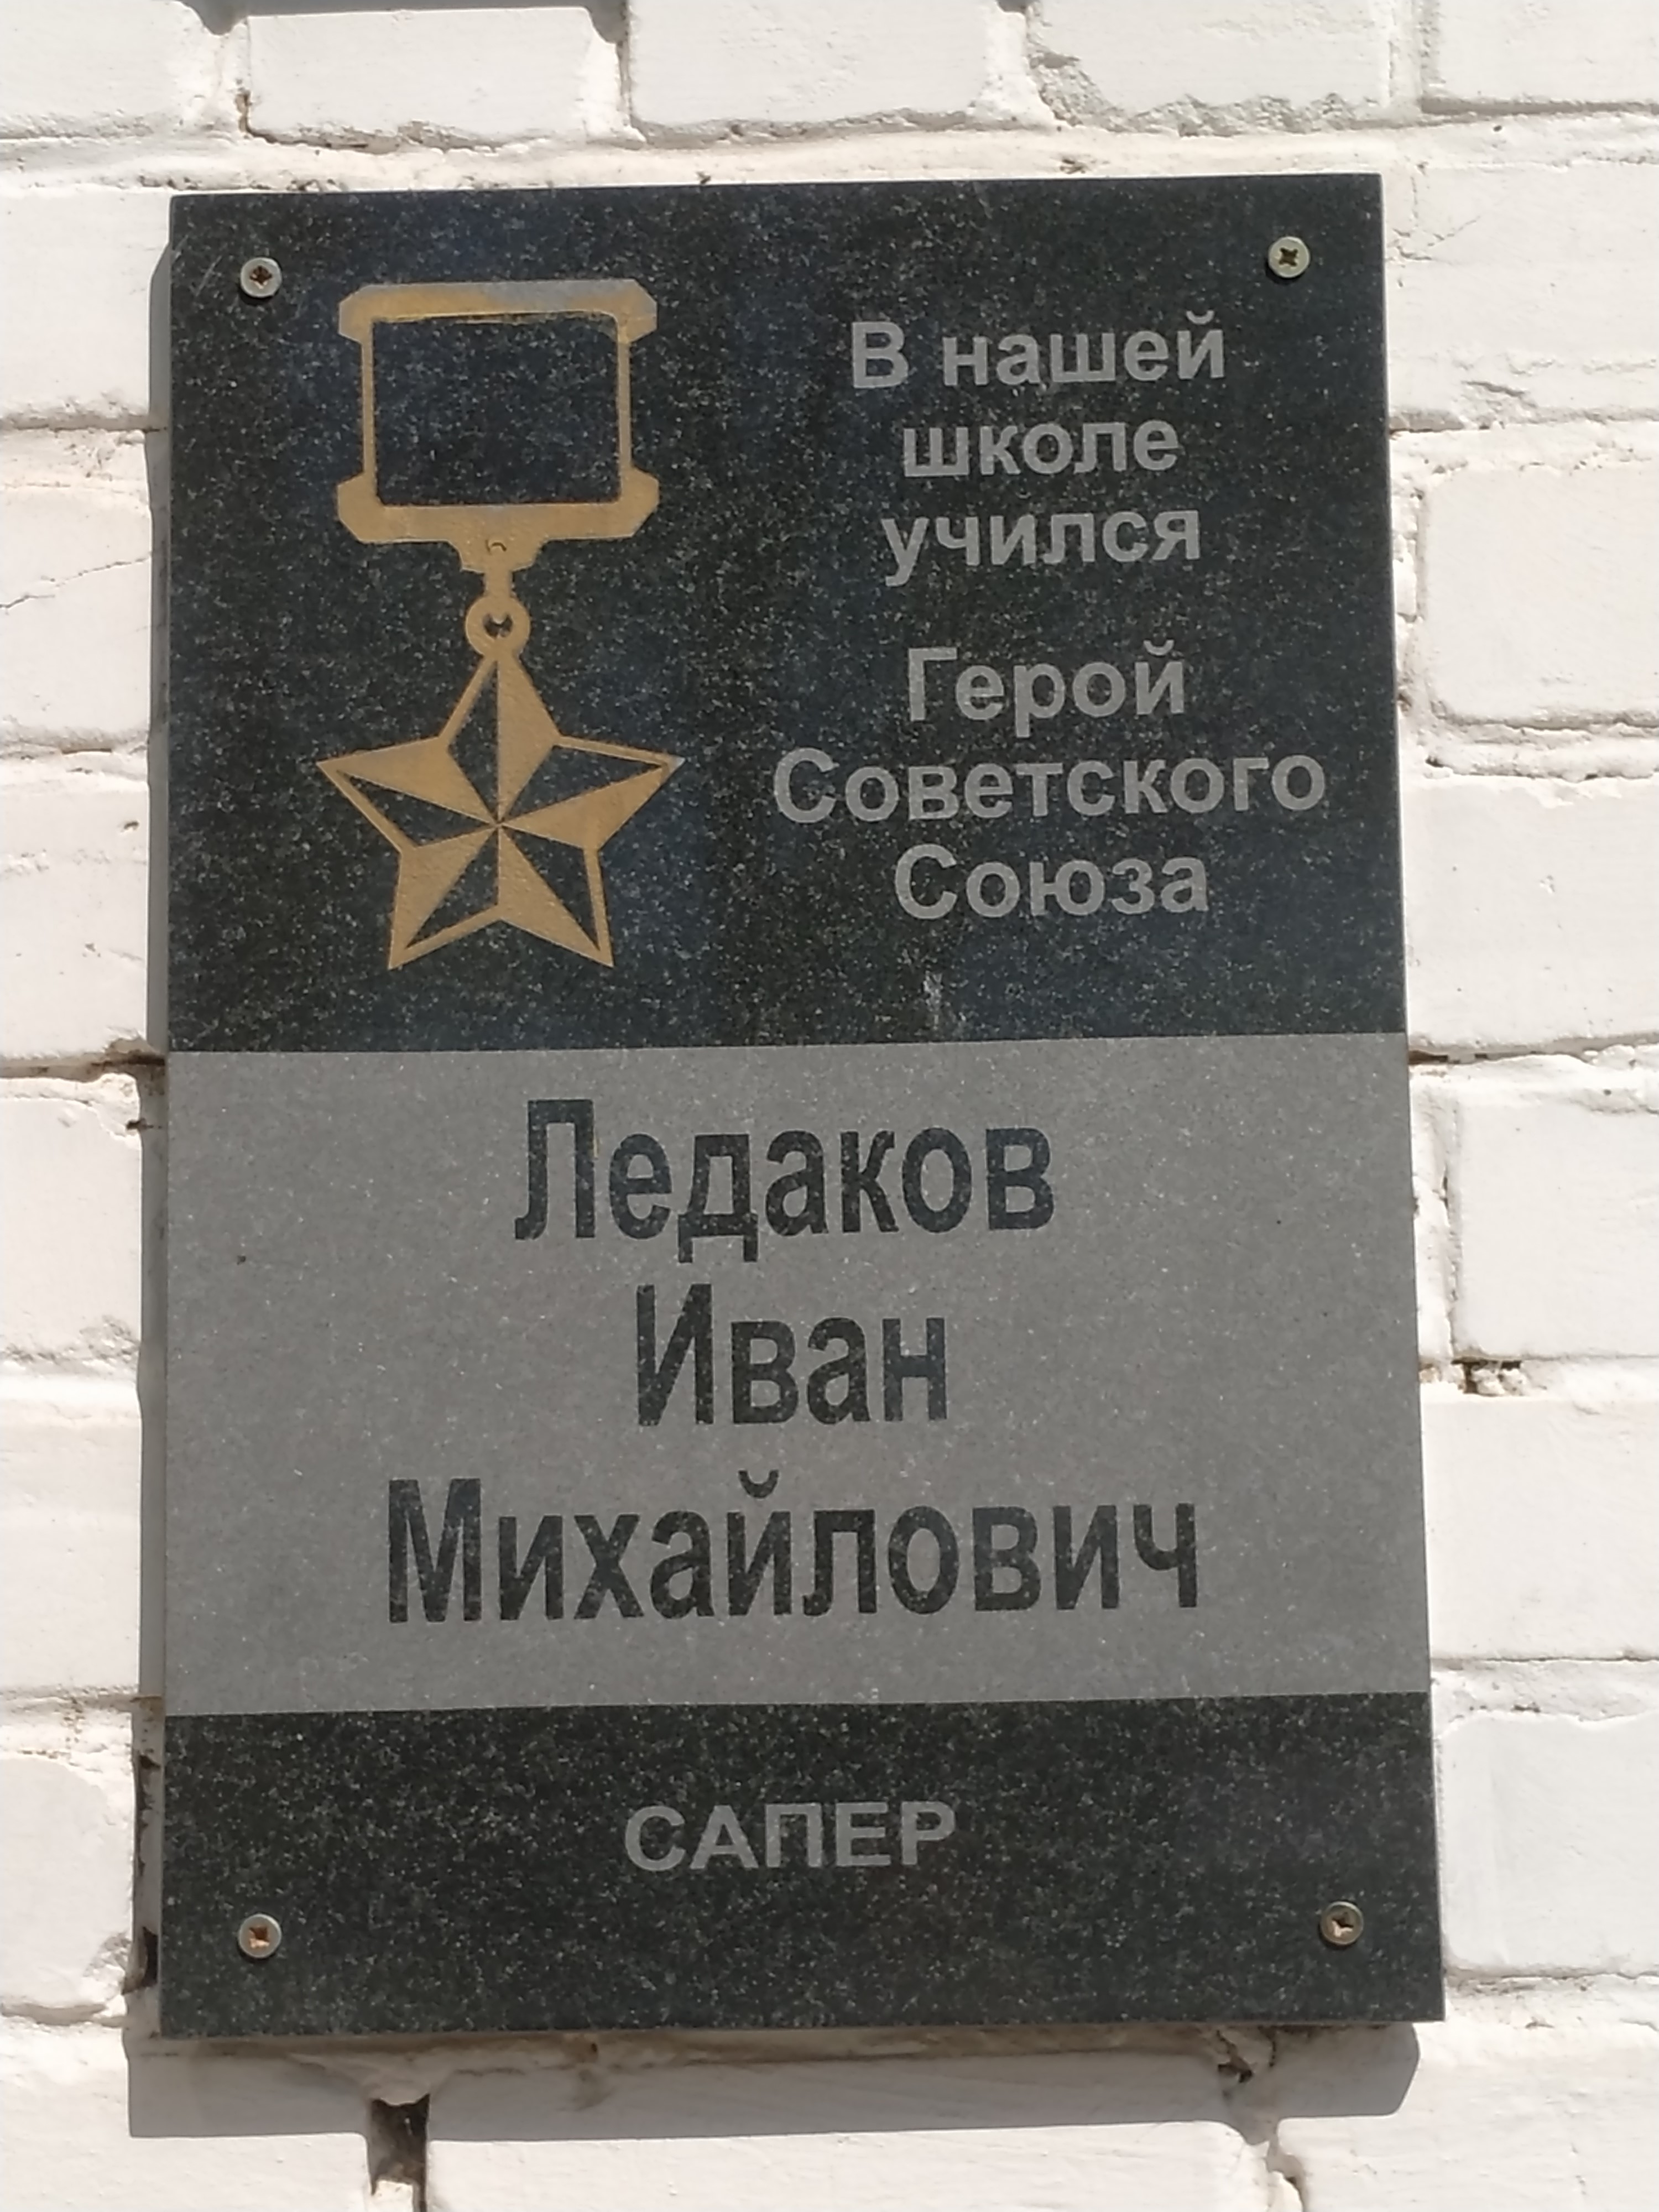 В нашей
школе
учился
Герой
Советского
Союза
Ледаков
Иван
Михайлович
САПЕР